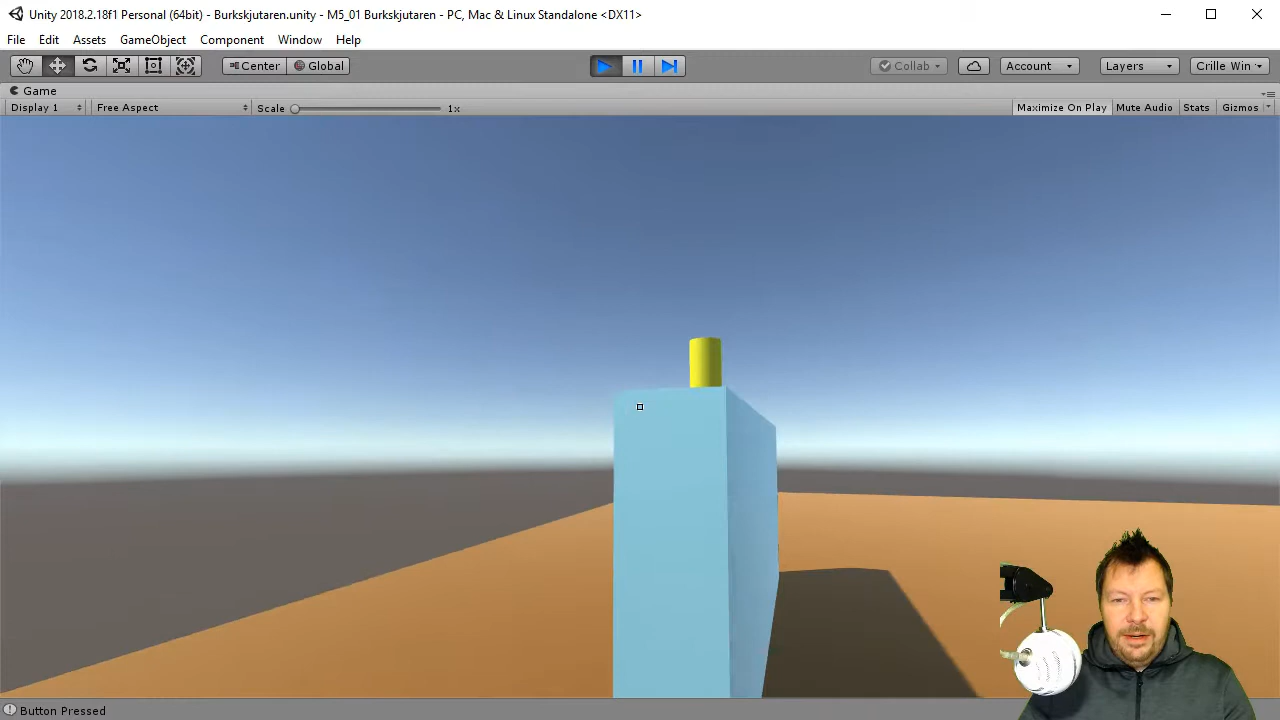 Unity 2018.2.18f1 Personal (64bit) - Burkskjutaren.unity - M5_01 Burkskjutaren - PC, Mac & Linux Standalone <DX11>
File Edit Assets GameObject Component Window Help
Center Global Collab Account Layers Crille Win
Game
Display 1 Free Aspect Scale 1x Maximize On Play Mute Audio Stats Gizmos
Button Pressed